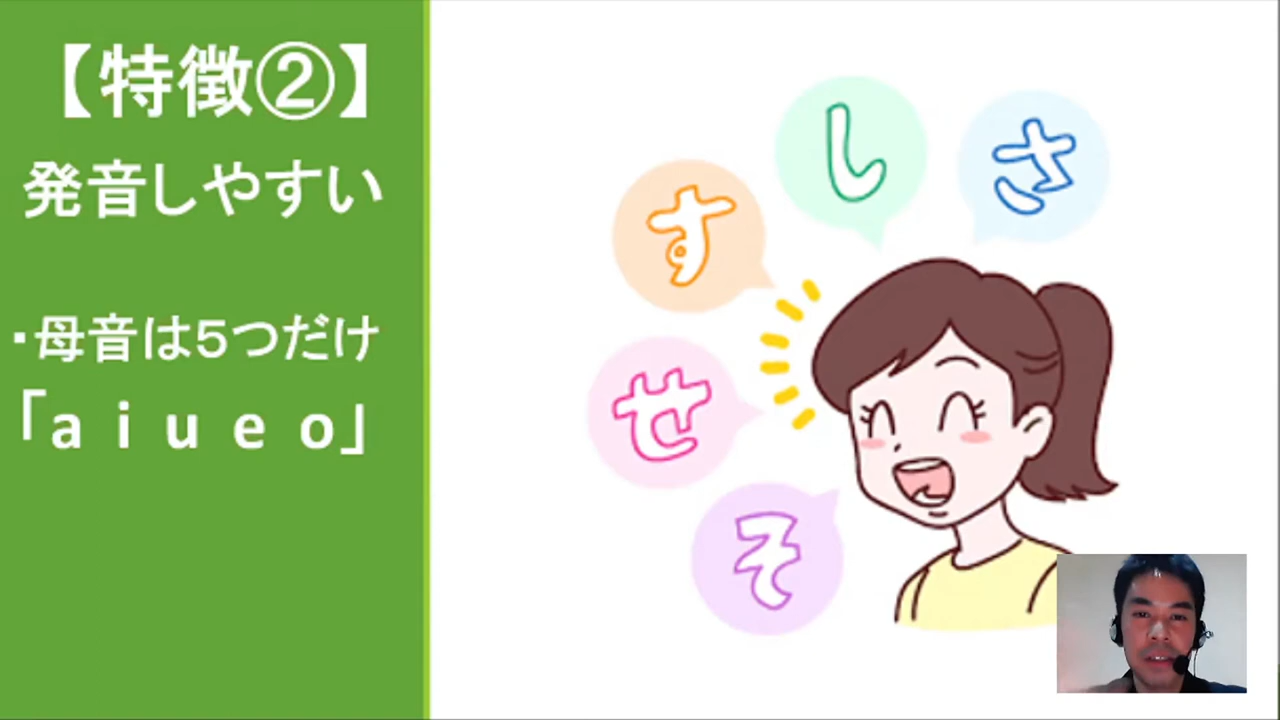 【特徴②】
発音しやすい
・母音は５つだけ
「ａｉｕｅｏ」
さ
し
す
せ
そ